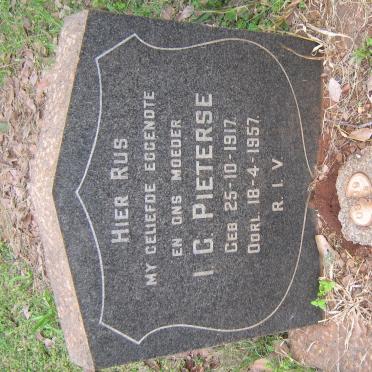 HIER RUS
MY GELIEFDE EGGENOTE
EN ONS MOEDER
I C. PIETERSE
GEB. 25-10-1917.
OORL. 18-4-1957.
R. I. V.